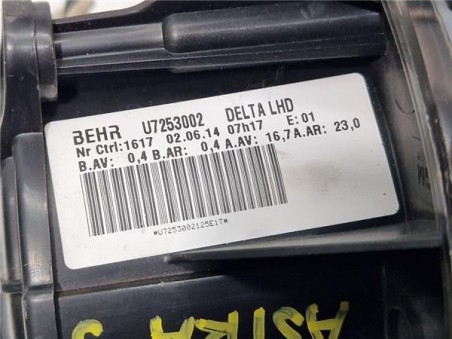 BEHR U7253002 DELTA LHD
Nr Ctrl:1617 02.06.14 07h17 E:01
B.AV: 0,4 B.AR: 0,4 A.AV: 16,7 A.AR: 23,0
*U7253002125E1T*
ASTRA J